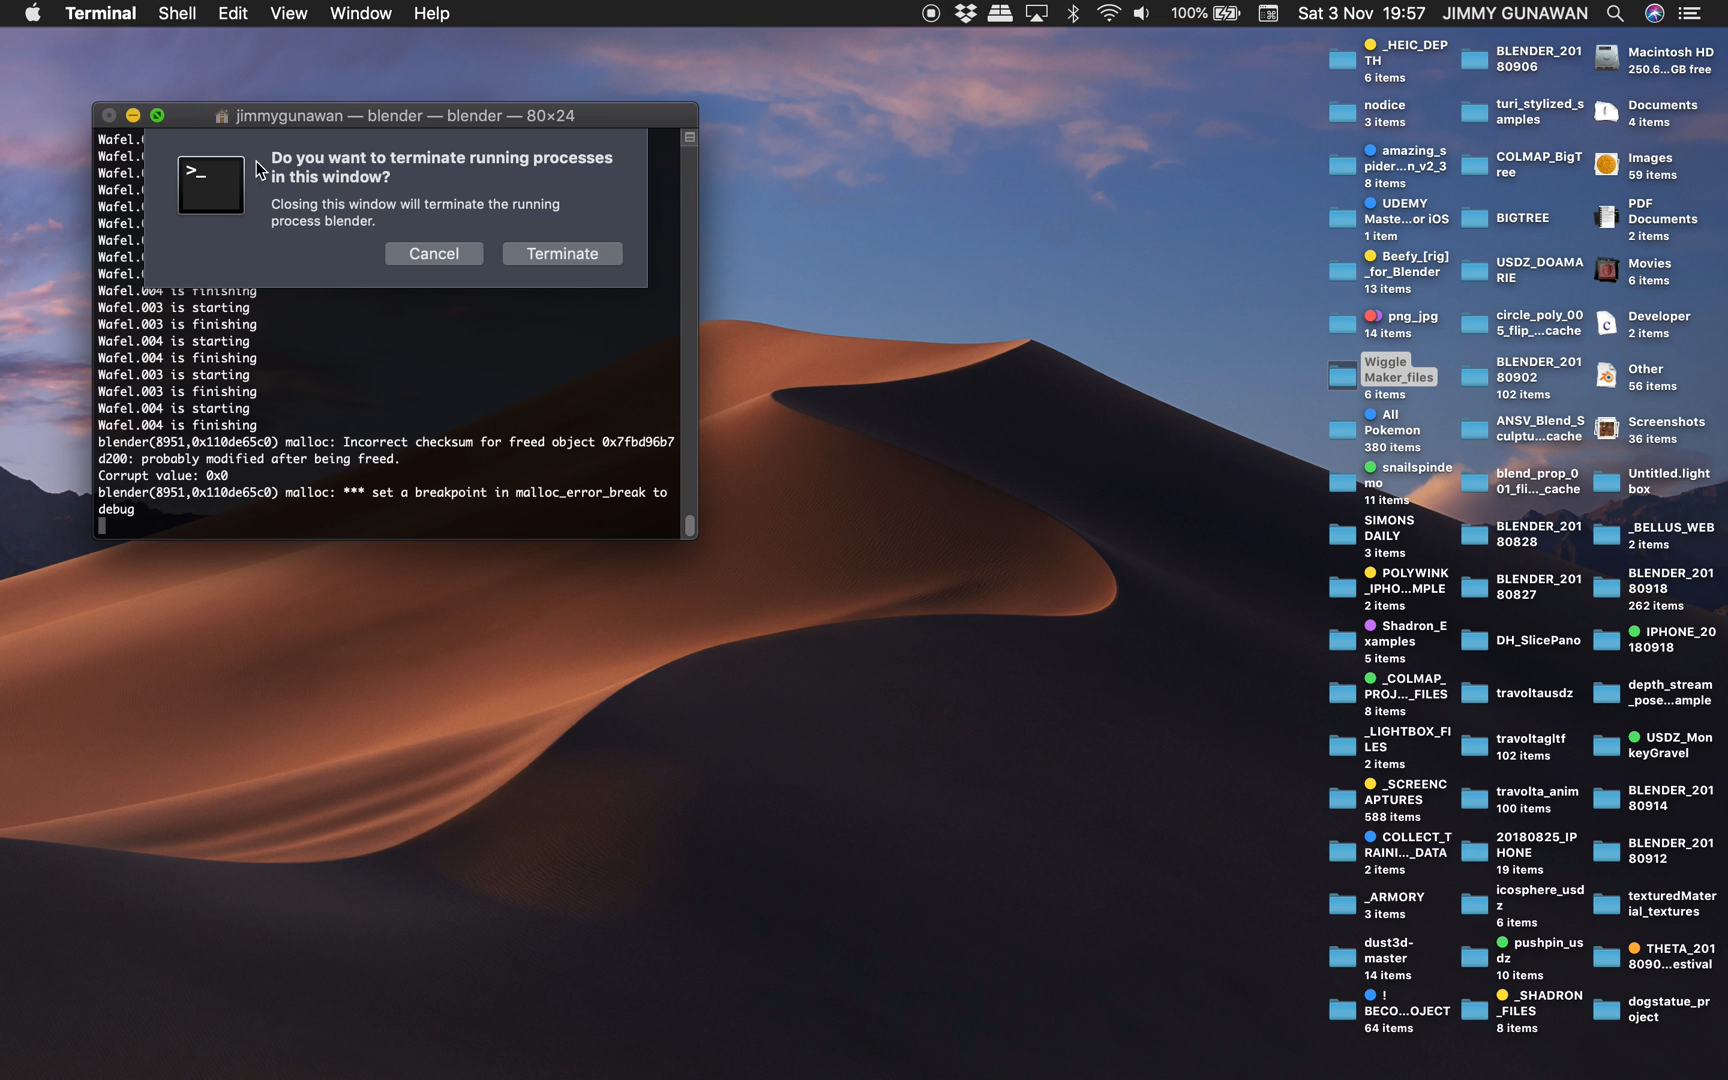 Terminal Shell Edit View Window Help
100% Sat 3 Nov 19:57 JIMMY GUNAWAN
jimmygunawan — blender — blender — 80×24
Do you want to terminate running processes
in this window?
Closing this window will terminate the running
process blender.
Cancel Terminate
Wafel.004 is finishing
Wafel.003 is starting
Wafel.003 is finishing
Wafel.004 is starting
Wafel.004 is finishing
Wafel.003 is starting
Wafel.003 is finishing
Wafel.004 is starting
Wafel.004 is finishing
blender(8951,0x110de65c0) malloc: Incorrect checksum for freed object 0x7fbd96b7
d200: probably modified after being freed.
Corrupt value: 0x0
blender(8951,0x110de65c0) malloc: *** set a breakpoint in malloc_error_break to
debug
_HEIC_DEP
TH
6 items
nodice
3 items
amazing_s
pider...n_v2_3
8 items
UDEMY
Maste...or iOS
1 item
Beefy_[rig]
_for_Blender
13 items
png_jpg
14 items
Wiggle
Maker_files
6 items
All
Pokemon
380 items
snailspinde
mo
11 items
SIMONS
DAILY
3 items
POLYWINK
_IPHO...MPLE
2 items
Shadron_E
xamples
5 items
_COLMAP_
PROJ..._FILES
8 items
_LIGHTBOX_FI
LES
2 items
_SCREENC
APTURES
588 items
COLLECT_T
RAINI..._DATA
2 items
_ARMORY
3 items
dust3d-
master
14 items
!
BECO...OJECT
64 items
BLENDER_201
80906
turi_stylized_s
amples
COLMAP_BigT
ree
BIGTREE
USDZ_DOAMA
RIE
circle_poly_00
5_flip_...cache
BLENDER_201
80902
102 items
ANSV_Blend_S
culptu...cache
blend_prop_0
01_fli..._cache
BLENDER_201
80828
BLENDER_201
80827
DH_SlicePano
travoltausdz
travoltagltf
102 items
travolta_anim
100 items
20180825_IP
HONE
19 items
icosphere_usd
z
6 items
pushpin_us
dz
10 items
_SHADRON
_FILES
8 items
Macintosh HD
250.6...GB free
Documents
4 items
Images
59 items
PDF
Documents
2 items
Movies
6 items
Developer
2 items
Other
56 items
Screenshots
36 items
Untitled.light
box
_BELLUS_WEB
2 items
BLENDER_201
80918
262 items
IPHONE_20
180918
depth_stream
_pose...ample
USDZ_Mon
keyGravel
BLENDER_201
80914
BLENDER_201
80912
texturedMater
ial_textures
THETA_201
8090...estival
dogstatue_pr
oject